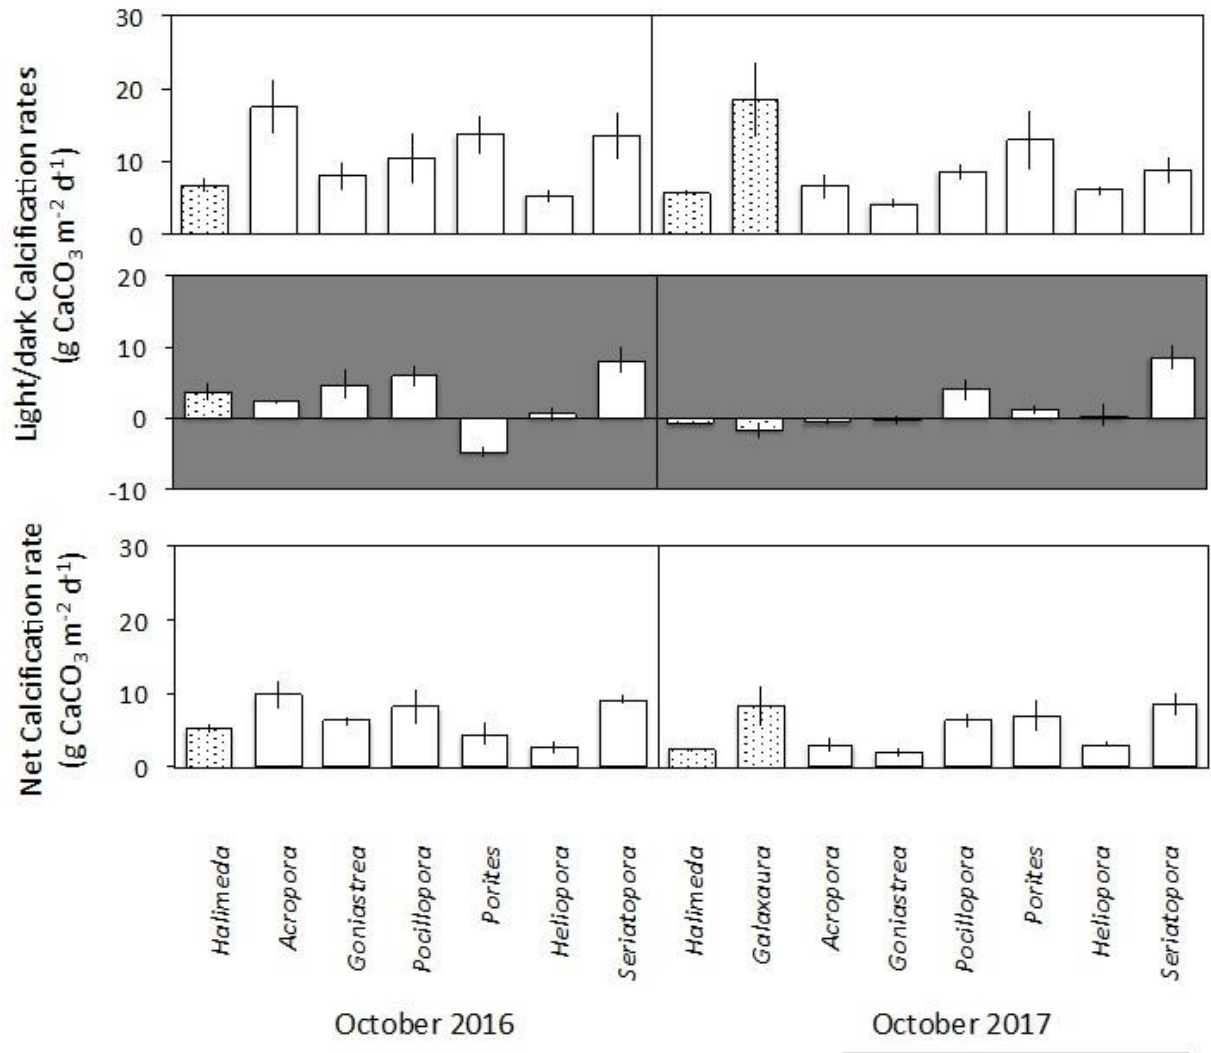 Light/dark Calcification rates
(g CaCO3 m-2 d-1)
30
20
10
0
20
10
0
-10
Net Calcification rate
(g CaCO3 m-2 d-1)
30
20
10
0
Halimeda
Acropora
Goniastrea
Pocillopora
Porites
Heliopora
Seriatopora
Halimeda
Galaxaura
Acropora
Goniastrea
Pocillopora
Porites
Heliopora
Seriatopora
October 2016
October 2017